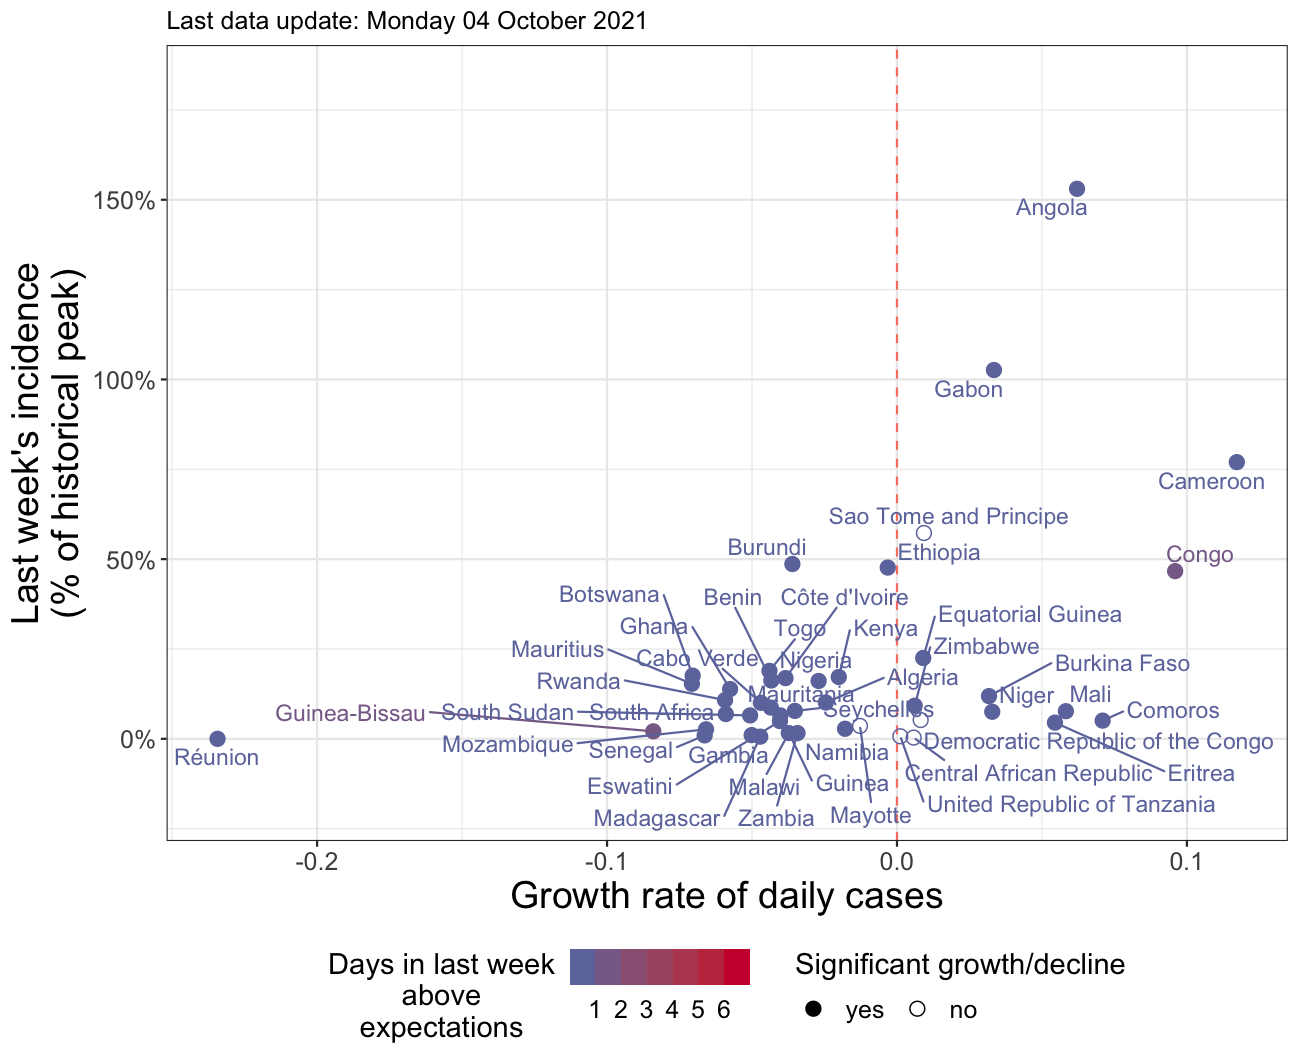 Last data update: Monday 04 October 2021
Last week's incidence
(% of historical peak)
150%
100%
50%
0%
Angola
Gabon
Cameroon
Sao Tome and Principe
Burundi
Ethiopia
Congo
Botswana
Benin
Côte d'Ivoire
Ghana
Togo
Kenya
Equatorial Guinea
Mauritius
Cabo Verde
Nigeria
Zimbabwe
Burkina Faso
Rwanda
Mauritania
Algeria
Niger
Mali
Guinea-Bissau
South Sudan
South Africa
Seychelles
Comoros
Réunion
Mozambique
Senegal
Gambia
Namibia
Democratic Republic of the Congo
Eswatini
Malawi
Guinea
Central African Republic
Eritrea
Madagascar
Zambia
Mayotte
United Republic of Tanzania
-0.2
-0.1
0.0
0.1
Growth rate of daily cases
Days in last week
above
expectations
1 2 3 4 5 6
Significant growth/decline
yes
no